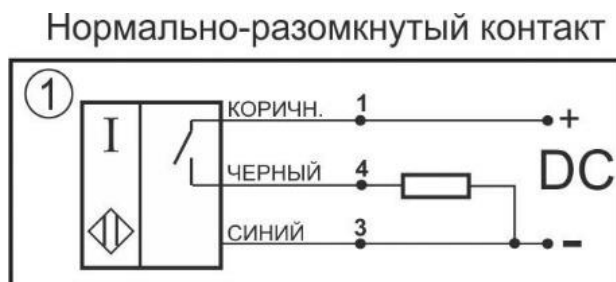 Нормально-разомкнутый контакт
1
I
КОРИЧН. 1 +
ЧЕРНЫЙ 4 DC
СИНИЙ 3 -